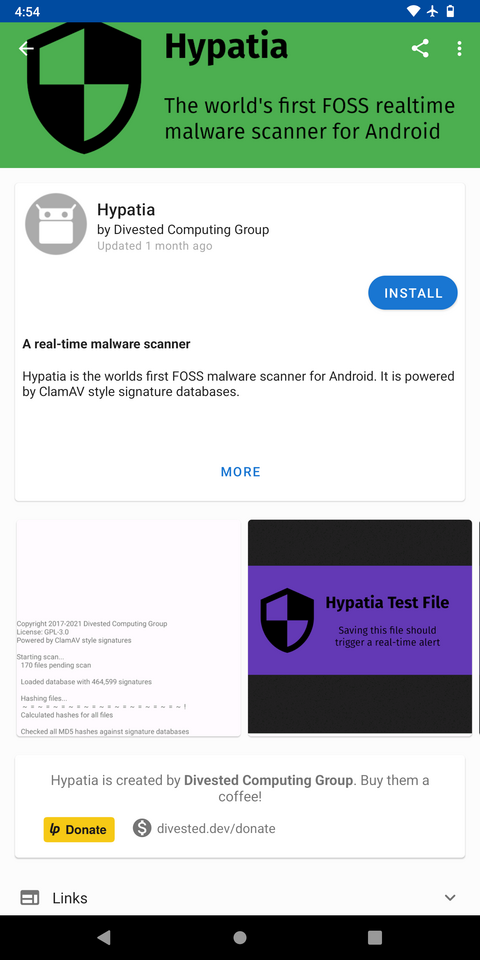 4:54
Hypatia
The world's first FOSS realtime
malware scanner for Android
Hypatia
by Divested Computing Group
Updated 1 month ago
INSTALL
A real-time malware scanner
Hypatia is the worlds first FOSS malware scanner for Android. It is powered
by ClamAV style signature databases.
MORE
Copyright 2017-2021 Divested Computing Group
License: GPL-3.0
Powered by ClamAV style signatures
Starting scan...
170 files pending scan
Loaded database with 464,599 signatures
Hashing files...
~ = ~ = ~ = ~ = ~ = ~ = ~ = ~ = ~ = ~ !
Calculated hashes for all files
Checked all MD5 hashes against signature databases
Hypatia Test File
Saving this file should
trigger a real-time alert
Hypatia is created by Divested Computing Group. Buy them a
coffee!
lp Donate
$ divested.dev/donate
Links